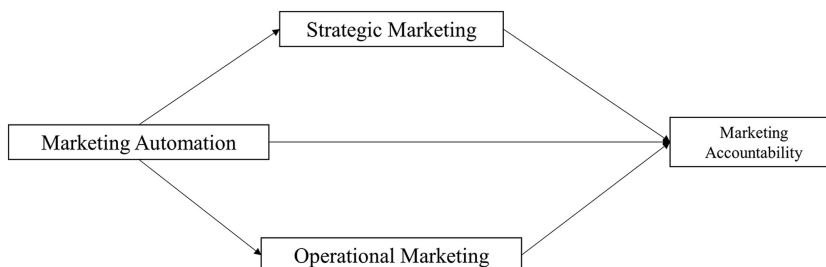 Strategic Marketing
Marketing Automation
Marketing
Accountability
Operational Marketing